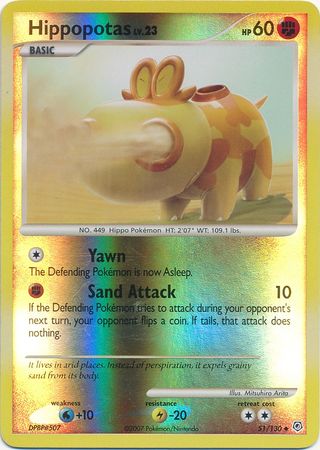 Hippopotas LV.23 HP 60
BASIC
NO. 449 Hippo Pokémon HT: 2'07" WT: 109.1 lbs.
Yawn
The Defending Pokémon is now Asleep.
Sand Attack 10
If the Defending Pokémon tries to attack during your opponent's
next turn, your opponent flips a coin. If tails, that attack
does nothing.
It lives in arid places. Instead of perspiration, it expels grainy
sand from its body.
Illus. Mitsuhiro Arita
weakness resistance retreat cost
+10 -20
DPBP#507 ©2007 Pokémon/Nintendo 51/130